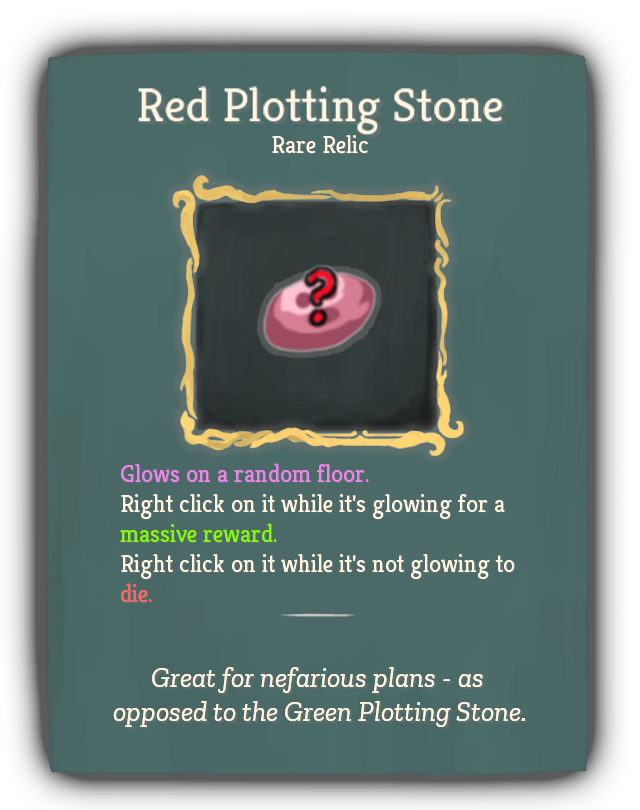 Red Plotting Stone
Rare Relic
?
Glows on a random floor.
Right click on it while it's glowing for a
massive reward.
Right click on it while it's not glowing to
die.
Great for nefarious plans - as
opposed to the Green Plotting Stone.